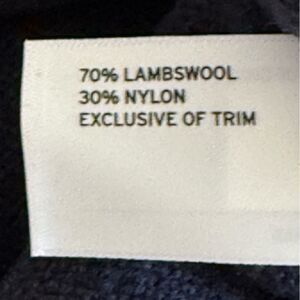 70% LAMBSWOOL
30% NYLON
EXCLUSIVE OF TRIM